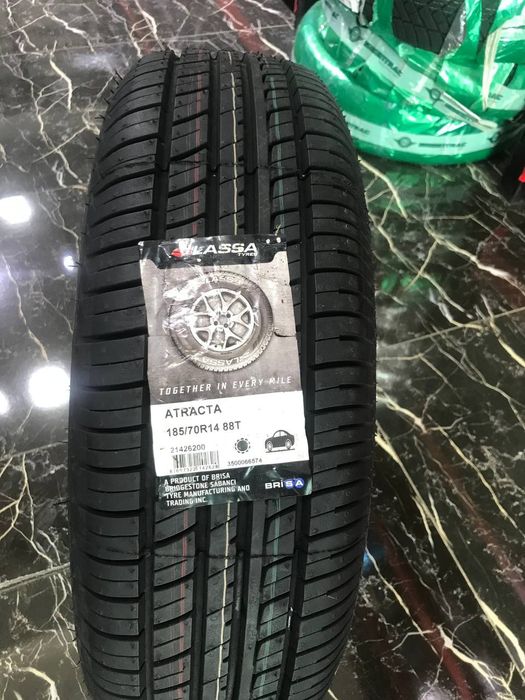 LASSA
TYRES
LASSA
TOGETHER IN EVERY MILE
ATRACTA
185/70R14 88T
21426200
3500066574
A PRODUCT OF BRISA
BRIDGESTONE SABANCI
TYRE MANUFACTURING AND
TRADING INC.
BRISA